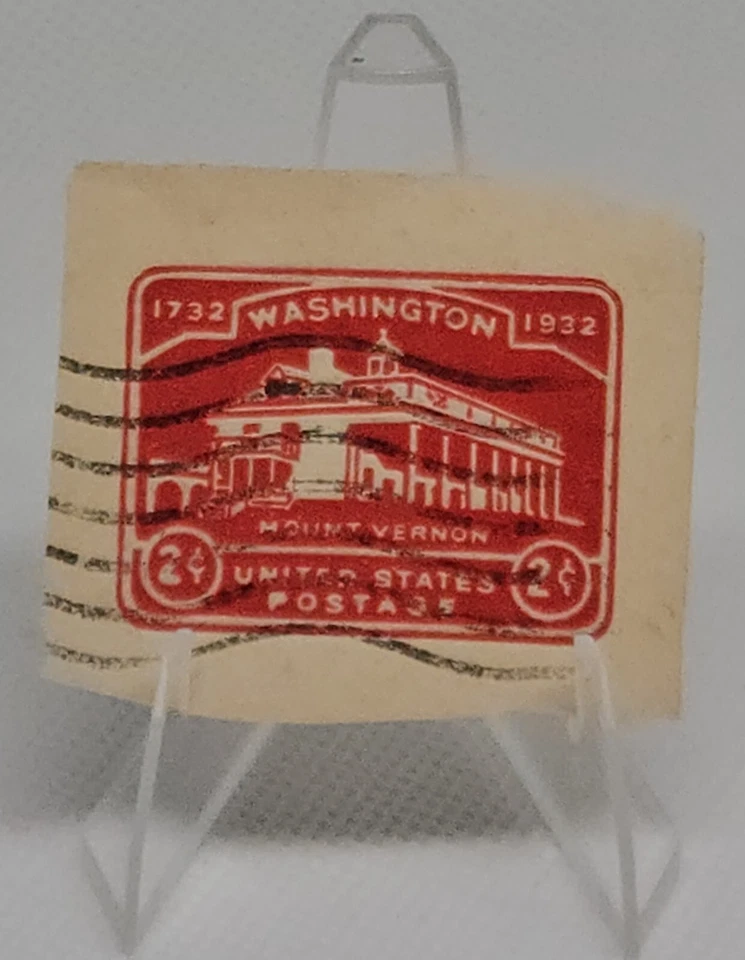 1732 WASHINGTON 1932
MOUNT VERNON
2¢ UNITED STATES 2¢
POSTAGE